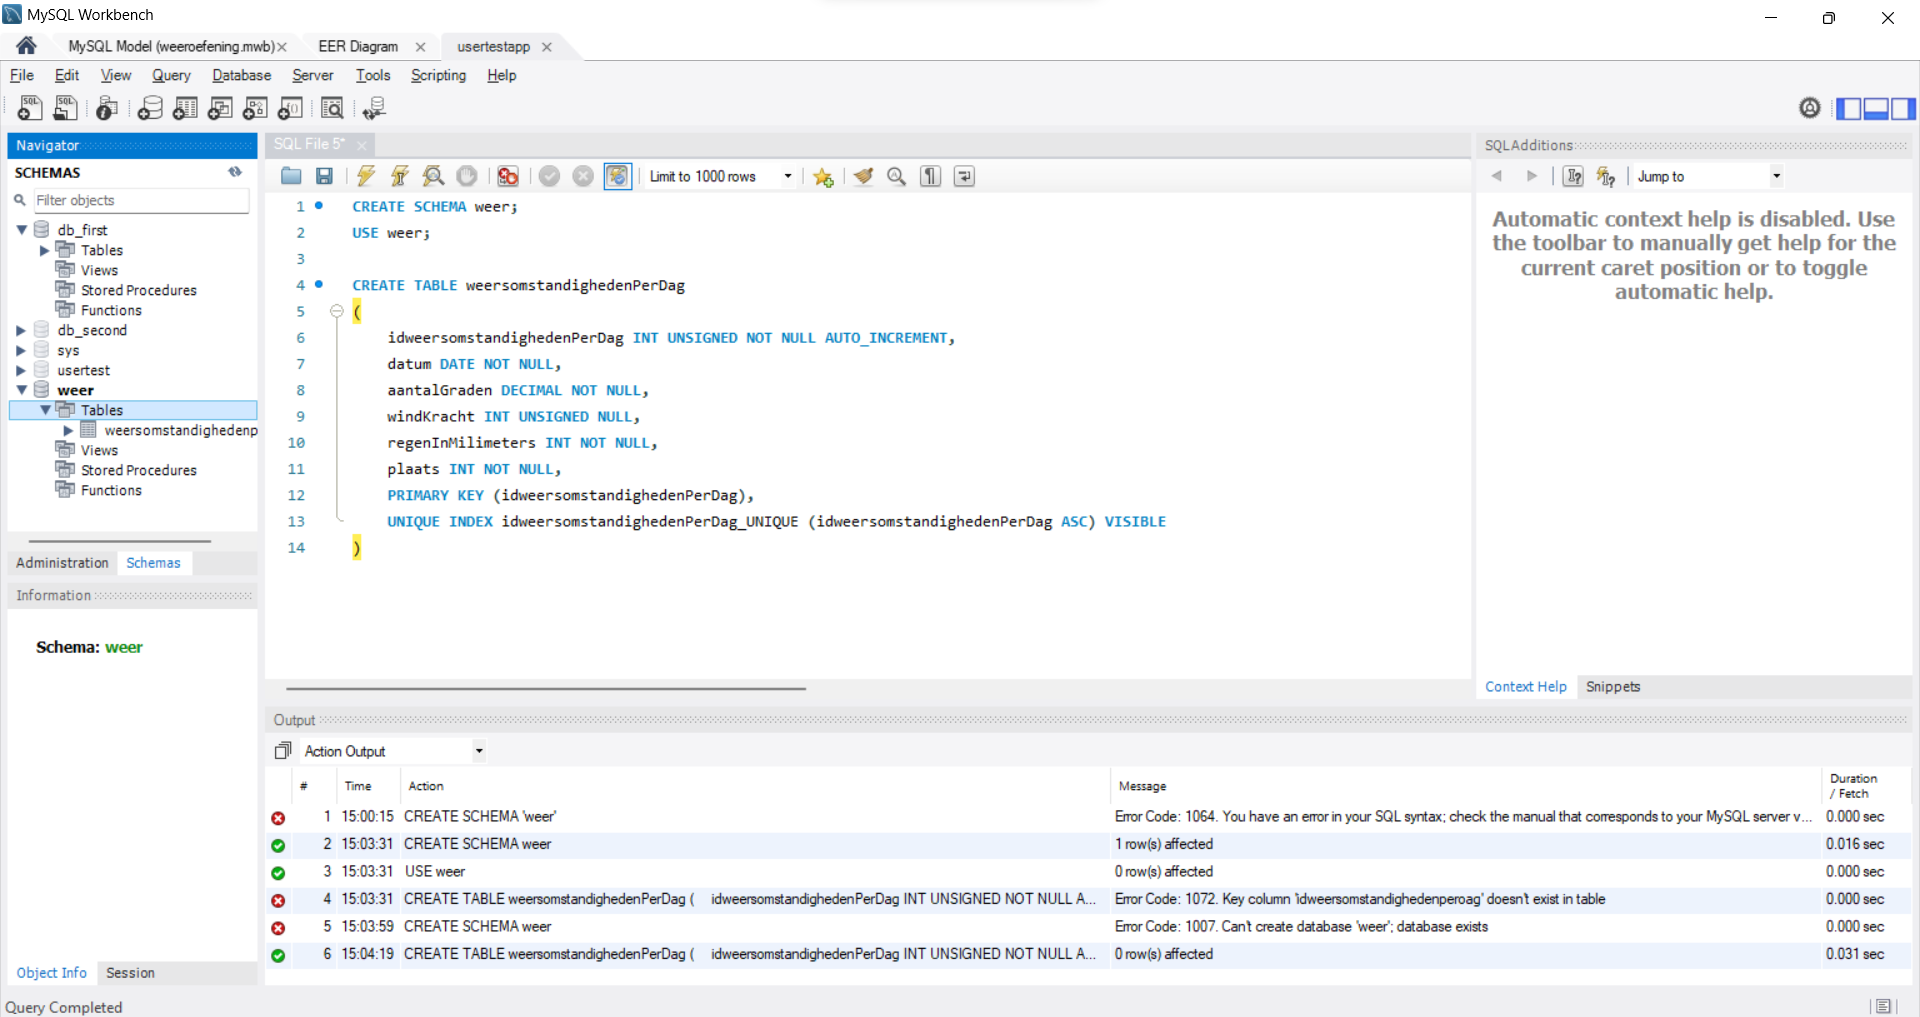 MySQL Workbench
MySQL Model (weeroefening.mwb)
EER Diagram
usertestapp
File Edit View Query Database Server Tools Scripting Help
Navigator
SCHEMAS
Filter objects
db_first
Tables
Views
Stored Procedures
Functions
db_second
sys
usertest
weer
Tables
weersomstandighedenp
Views
Stored Procedures
Functions
Administration Schemas
Information
Schema: weer
Object Info Session
SQL File 5*
Limit to 1000 rows
1 CREATE SCHEMA weer;
2 USE weer;
3
4 CREATE TABLE weersomstandighedenPerDag
5 (
6 idweersomstandighedenPerDag INT UNSIGNED NOT NULL AUTO_INCREMENT,
7 datum DATE NOT NULL,
8 aantalGraden DECIMAL NOT NULL,
9 windKracht INT UNSIGNED NULL,
10 regenInMilimeters INT NOT NULL,
11 plaats INT NOT NULL,
12 PRIMARY KEY (idweersomstandighedenPerDag),
13 UNIQUE INDEX idweersomstandighedenPerDag_UNIQUE (idweersomstandighedenPerDag ASC) VISIBLE
14 )
SQLAdditions
Jump to
Automatic context help is disabled. Use
the toolbar to manually get help for the
current caret position or to toggle
automatic help.
Context Help Snippets
Output
Action Output
# Time Action Message Duration / Fetch
1 15:00:15 CREATE SCHEMA 'weer' Error Code: 1064. You have an error in your SQL syntax; check the manual that corresponds to your MySQL server v... 0.000 sec
2 15:03:31 CREATE SCHEMA weer 1 row(s) affected 0.016 sec
3 15:03:31 USE weer 0 row(s) affected 0.000 sec
4 15:03:31 CREATE TABLE weersomstandighedenPerDag ( idweersomstandighedenPerDag INT UNSIGNED NOT NULL A... Error Code: 1072. Key column 'idweersomstandighedenperoag' doesn't exist in table 0.000 sec
5 15:03:59 CREATE SCHEMA weer Error Code: 1007. Can't create database 'weer'; database exists 0.000 sec
6 15:04:19 CREATE TABLE weersomstandighedenPerDag ( idweersomstandighedenPerDag INT UNSIGNED NOT NULL A... 0 row(s) affected 0.031 sec
Query Completed